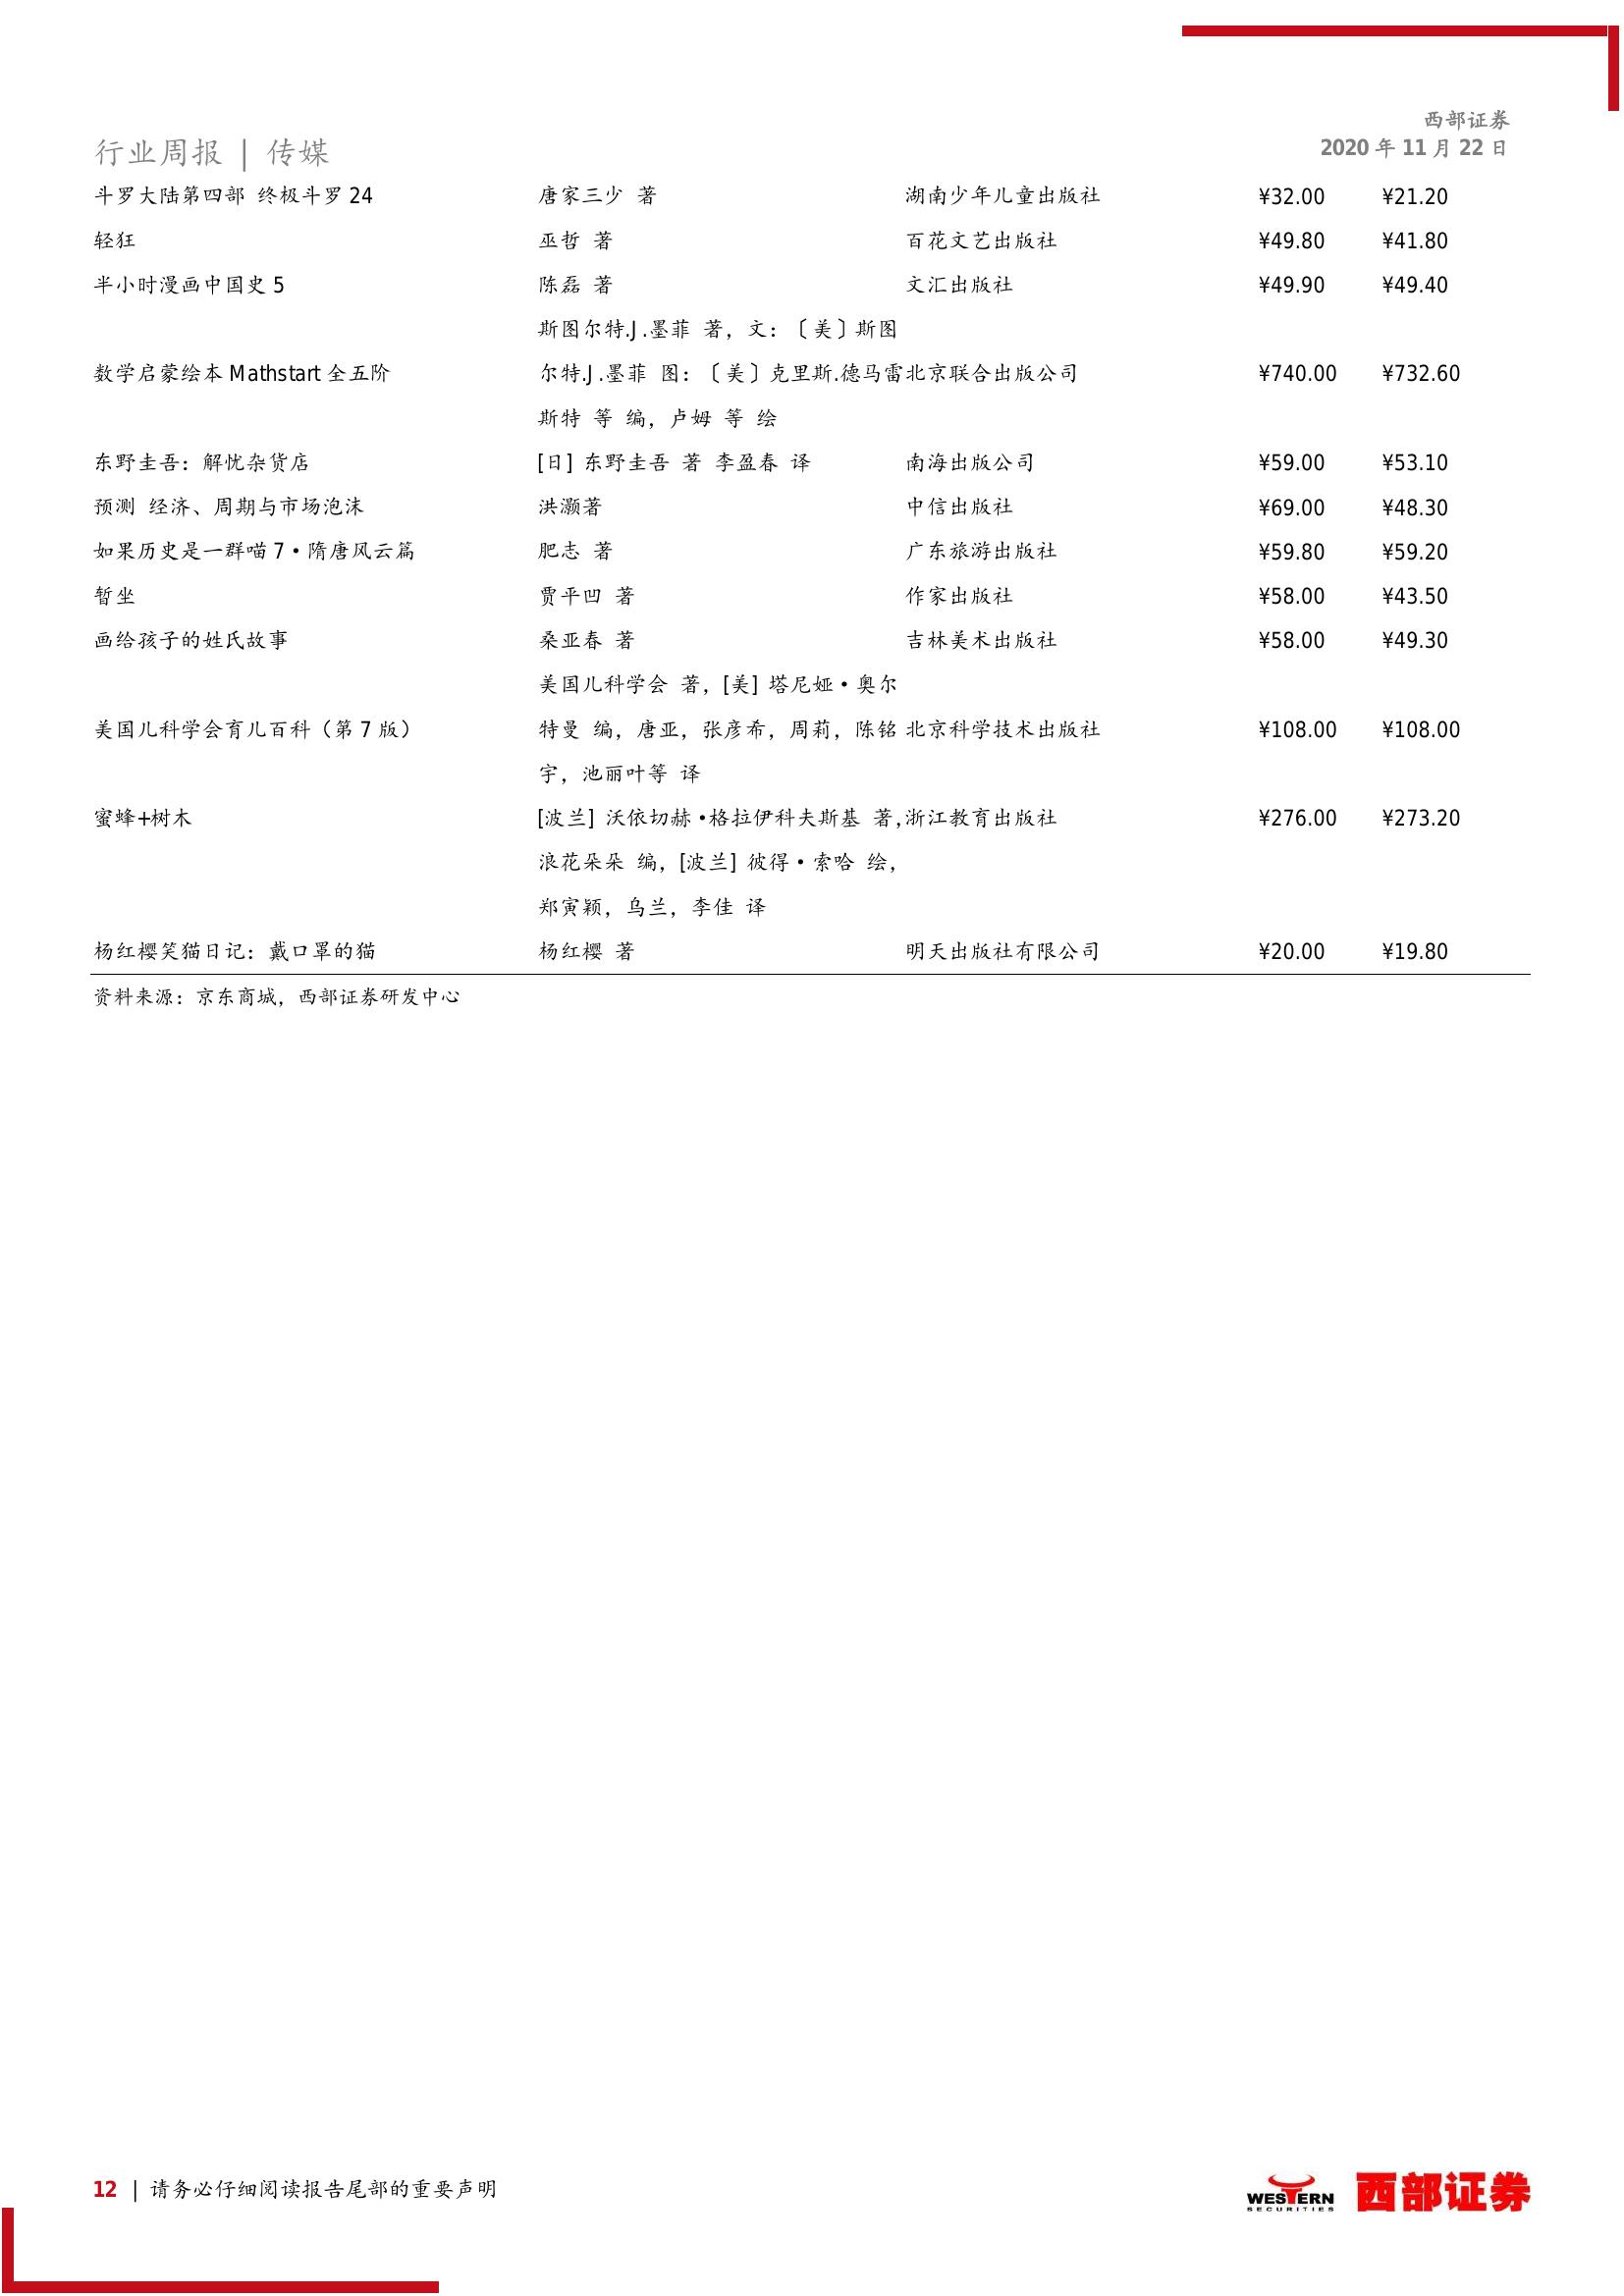 西部证券
行业周报 | 传媒
2020 年 11 月 22 日
斗罗大陆第四部 终极斗罗 24 唐家三少 著 湖南少年儿童出版社 ¥32.00 ¥21.20
轻狂 巫哲 著 百花文艺出版社 ¥49.80 ¥41.80
半小时漫画中国史 5 陈磊 著 文汇出版社 ¥49.90 ¥49.40
斯图尔特.J.墨菲 著，文：〔美〕斯图
数学启蒙绘本 Mathstart 全五阶 尔特.J.墨菲 图：〔美〕克里斯.德马雷 北京联合出版公司 ¥740.00 ¥732.60
斯特 等 编，卢姆 等 绘
东野圭吾：解忧杂货店 [日] 东野圭吾 著 李盈春 译 南海出版公司 ¥59.00 ¥53.10
预测 经济、周期与市场泡沫 洪灏著 中信出版社 ¥69.00 ¥48.30
如果历史是一群喵 7·隋唐风云篇 肥志 著 广东旅游出版社 ¥59.80 ¥59.20
暂坐 贾平凹 著 作家出版社 ¥58.00 ¥43.50
画给孩子的姓氏故事 桑亚春 著 吉林美术出版社 ¥58.00 ¥49.30
美国儿科学会 著，[美] 塔尼娅·奥尔
美国儿科学会育儿百科（第 7 版） 特曼 编，唐亚，张彦希，周莉，陈铭 北京科学技术出版社 ¥108.00 ¥108.00
宇，池丽叶等 译
蜜蜂+树木 [波兰] 沃依切赫·格拉伊科夫斯基 著， 浙江教育出版社 ¥276.00 ¥273.20
浪花朵朵 编，[波兰] 彼得·索哈 绘，
郑寅颖，乌兰，李佳 译
杨红樱笑猫日记：戴口罩的猫 杨红樱 著 明天出版社有限公司 ¥20.00 ¥19.80
资料来源：京东商城，西部证券研发中心
12 | 请务必仔细阅读报告尾部的重要声明
WESTERN
SECURITIES
西部证券